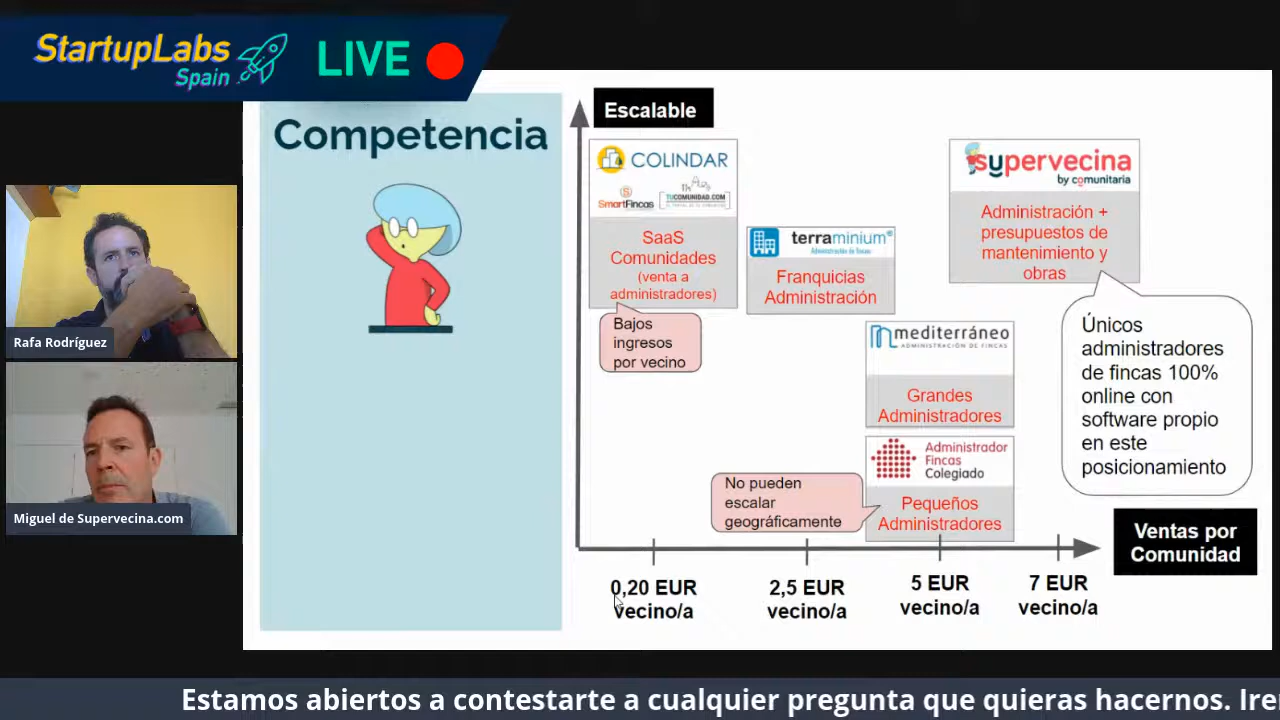 StartupLabs
Spain
LIVE
Competencia
Escalable
COLINDAR
SmartFincas
TUCOMUNIDAD.COM
SaaS
Comunidades
(venta a
administradores)
Bajos
ingresos
por vecino
terraminium®
Administración de fincas
Franquicias
Administración
supervecina
by comunitaria
Administración +
presupuestos de
mantenimiento y
obras
Únicos
administradores
de fincas 100%
online con
software propio
en este
posicionamiento
mediterráneo
ADMINISTRACIÓN DE FINCAS
Grandes
Administradores
Administrador
Fincas
Colegiado
Pequeños
Administradores
No pueden
escalar
geográficamente
Ventas por
Comunidad
0,20 EUR
vecino/a
2,5 EUR
vecino/a
5 EUR
vecino/a
7 EUR
vecino/a
Rafa Rodríguez
Miguel de Supervecina.com
Estamos abiertos a contestarte a cualquier pregunta que quieras hacernos. Ire